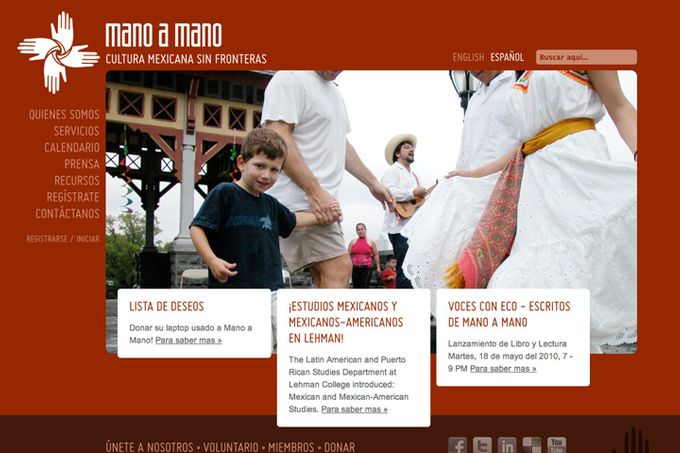 mano a mano
CULTURA MEXICANA SIN FRONTERAS
ENGLISH ESPAÑOL
Buscar aquí...
QUIENES SOMOS
SERVICIOS
CALENDARIO
PRENSA
RECURSOS
REGÍSTRATE
CONTÁCTANOS
REGISTRARSE / INICIAR
LISTA DE DESEOS
Donar su laptop usado a Mano a
Mano! Para saber mas »
¡ESTUDIOS MEXICANOS Y
MEXICANOS-AMERICANOS
EN LEHMAN!
The Latin American and Puerto
Rican Studies Department at
Lehman College introduced:
Mexican and Mexican-American
Studies. Para saber mas »
VOCES CON ECO - ESCRITOS
DE MANO A MANO
Lanzamiento de Libro y Lectura
Martes, 18 de mayo del 2010, 7 -
9 PM Para saber mas »
ÚNETE A NOSOTROS • VOLUNTARIO • MIEMBROS • DONAR
You
Tube